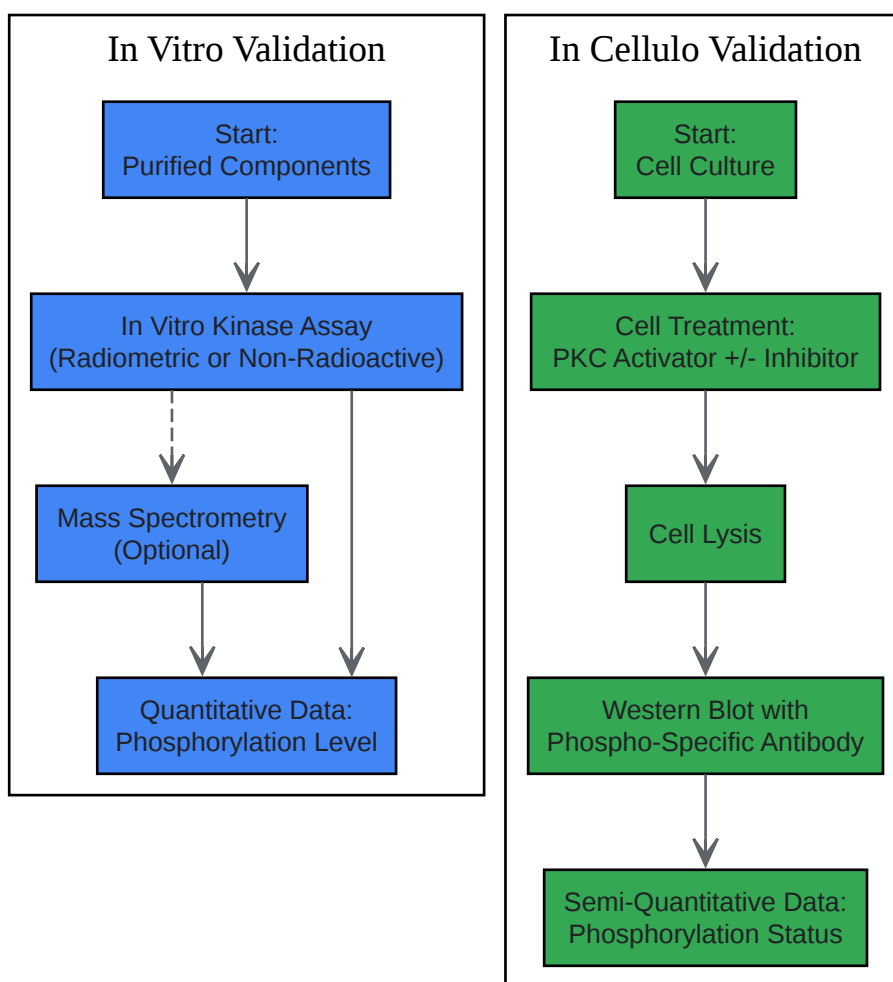 In Vitro Validation
Start:
Purified Components
In Vitro Kinase Assay
(Radiometric or Non-Radioactive)
Mass Spectrometry
(Optional)
Quantitative Data:
Phosphorylation Level
In Cellulo Validation
Start:
Cell Culture
Cell Treatment:
PKC Activator +/- Inhibitor
Cell Lysis
Western Blot with
Phospho-Specific Antibody
Semi-Quantitative Data:
Phosphorylation Status